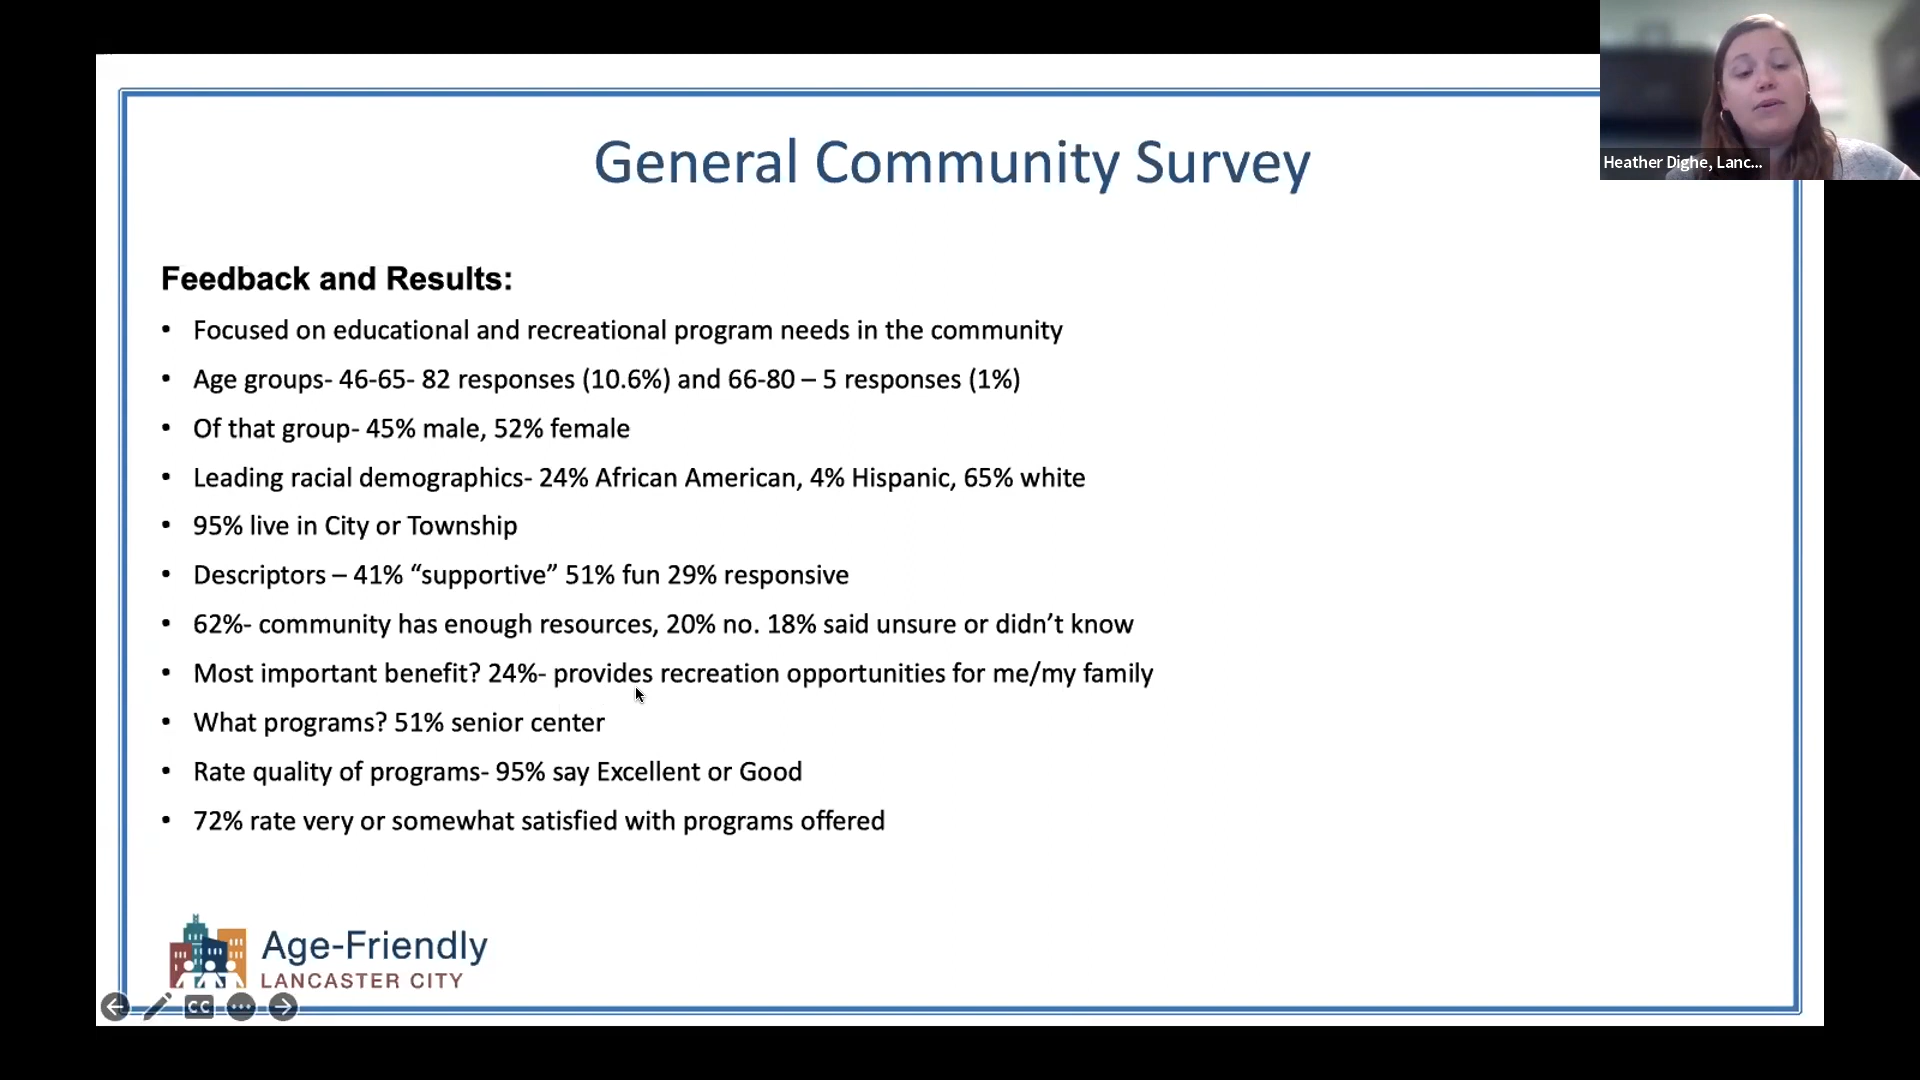 Heather Dighe, Lanc...
General Community Survey
Feedback and Results:
• Focused on educational and recreational program needs in the community
• Age groups- 46-65- 82 responses (10.6%) and 66-80 – 5 responses (1%)
• Of that group- 45% male, 52% female
• Leading racial demographics- 24% African American, 4% Hispanic, 65% white
• 95% live in City or Township
• Descriptors – 41% “supportive” 51% fun 29% responsive
• 62%- community has enough resources, 20% no. 18% said unsure or didn’t know
• Most important benefit? 24%- provides recreation opportunities for me/my family
• What programs? 51% senior center
• Rate quality of programs- 95% say Excellent or Good
• 72% rate very or somewhat satisfied with programs offered
Age-Friendly
LANCASTER CITY
CC